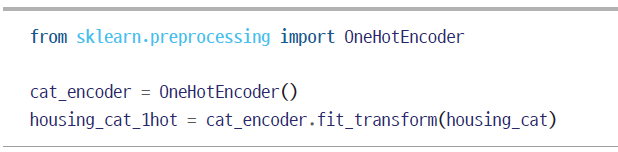 from sklearn.preprocessing import OneHotEncoder
cat_encoder = OneHotEncoder()
housing_cat_1hot = cat_encoder.fit_transform(housing_cat)